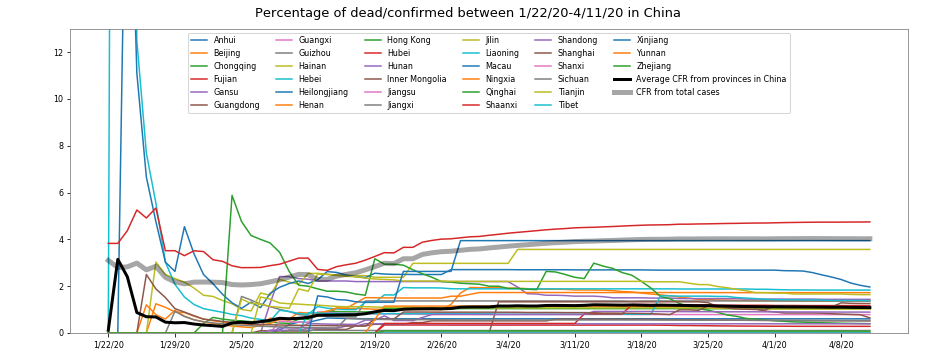 Percentage of dead/confirmed between 1/22/20-4/11/20 in China
12
10
8
6
4
2
0
Anhui
Beijing
Chongqing
Fujian
Gansu
Guangdong
Guangxi
Guizhou
Hainan
Hebei
Heilongjiang
Henan
Hong Kong
Hubei
Hunan
Inner Mongolia
Jiangsu
Jiangxi
Jilin
Liaoning
Macau
Ningxia
Qinghai
Shaanxi
Shandong
Shanghai
Shanxi
Sichuan
Tianjin
Tibet
Xinjiang
Yunnan
Zhejiang
Average CFR from provinces in China
CFR from total cases
1/22/20
1/29/20
2/5/20
2/12/20
2/19/20
2/26/20
3/4/20
3/11/20
3/18/20
3/25/20
4/1/20
4/8/20